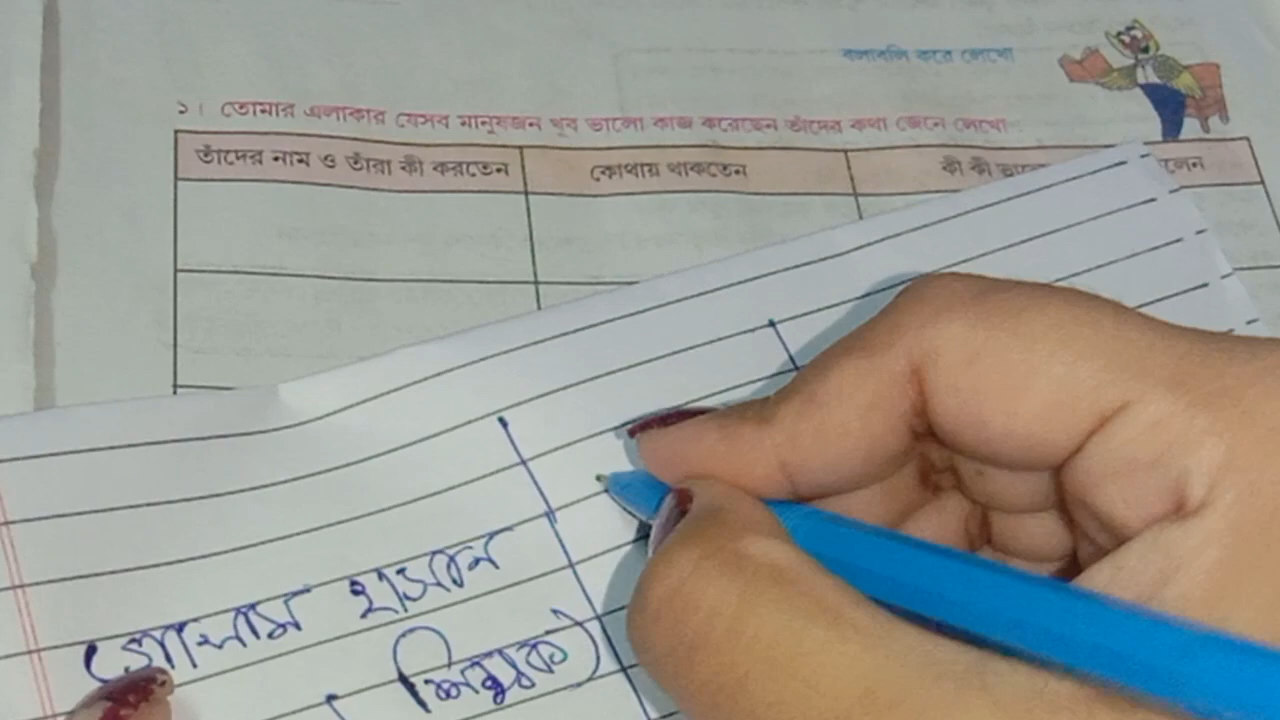 বলাবলি করে লেখো
১। তোমার এলাকার যেসব মানুষজন খুব ভালো কাজ করেছেন তাঁদের কথা জেনে লেখো
তাঁদের নাম ও তাঁরা কী করতেন কোথায় থাকতেন কী কী
গোলাম হাসান
(শিক্ষক)